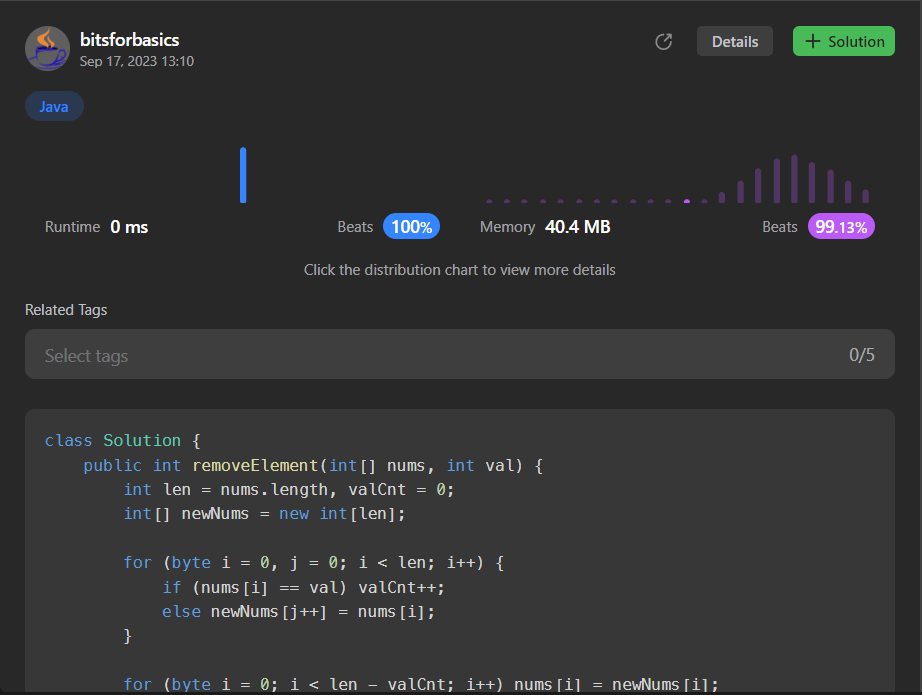 bitsforbasics
Sep 17, 2023 13:10
Details
+ Solution
Java
Runtime 0 ms
Beats 100%
Memory 40.4 MB
Beats 99.13%
Click the distribution chart to view more details
Related Tags
Select tags 0/5
class Solution {
    public int removeElement(int[] nums, int val) {
        int len = nums.length, valCnt = 0;
        int[] newNums = new int[len];

        for (byte i = 0, j = 0; i < len; i++) {
            if (nums[i] == val) valCnt++;
            else newNums[j++] = nums[i];
        }

        for (byte i = 0; i < len - valCnt; i++) nums[i] = newNums[i];